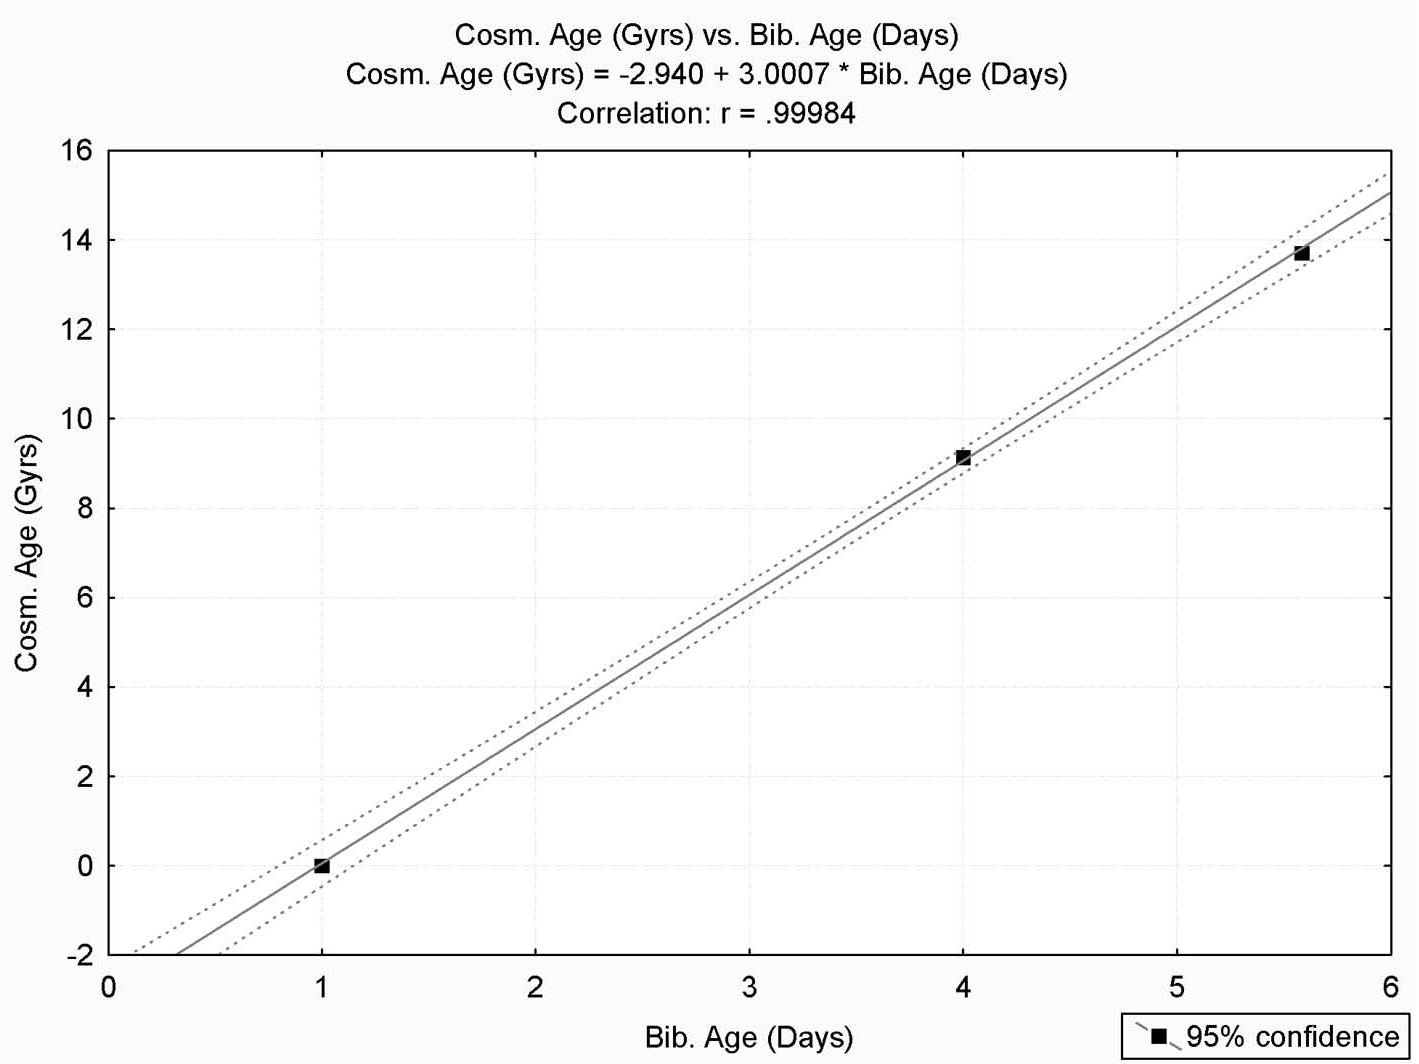 Cosm. Age (Gyrs) vs. Bib. Age (Days)
Cosm. Age (Gyrs) = -2.940 + 3.0007 * Bib. Age (Days)
Correlation: r = .99984
16
14
12
10
8
6
4
2
0
-2
Cosm. Age (Gyrs)
0 1 2 3 4 5 6
Bib. Age (Days)
95% confidence